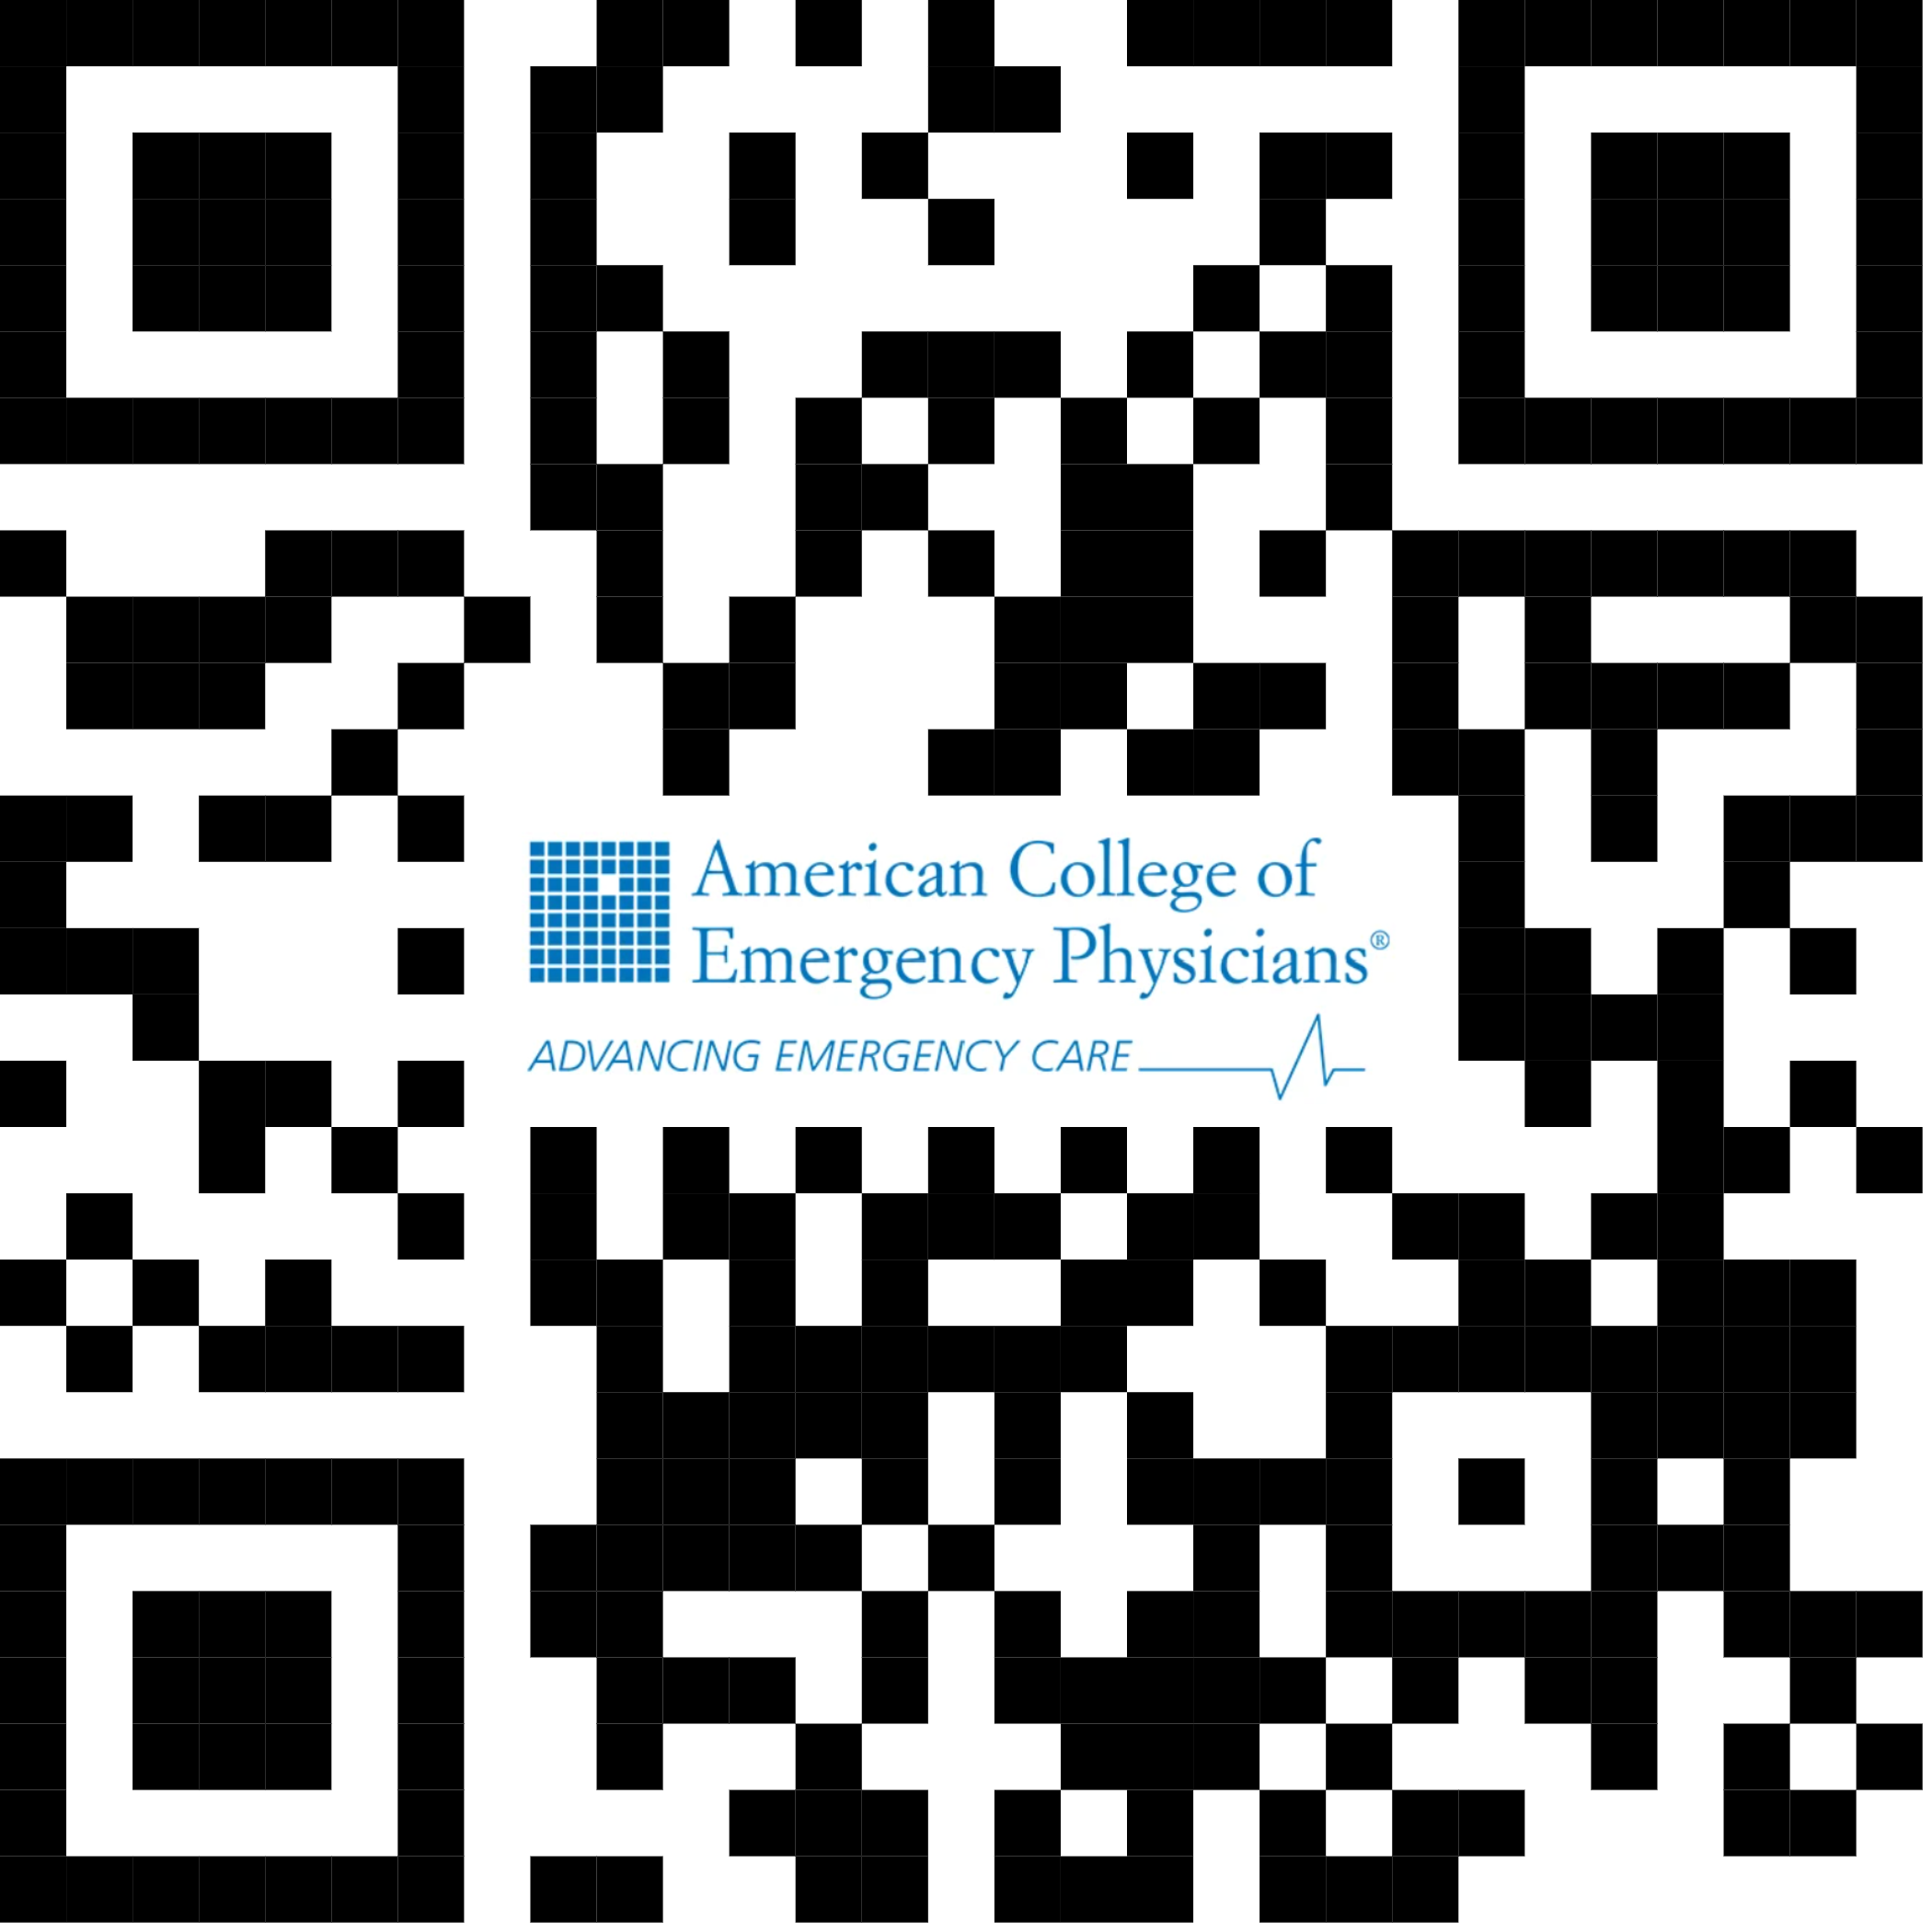 American College of
Emergency Physicians®
ADVANCING EMERGENCY CARE